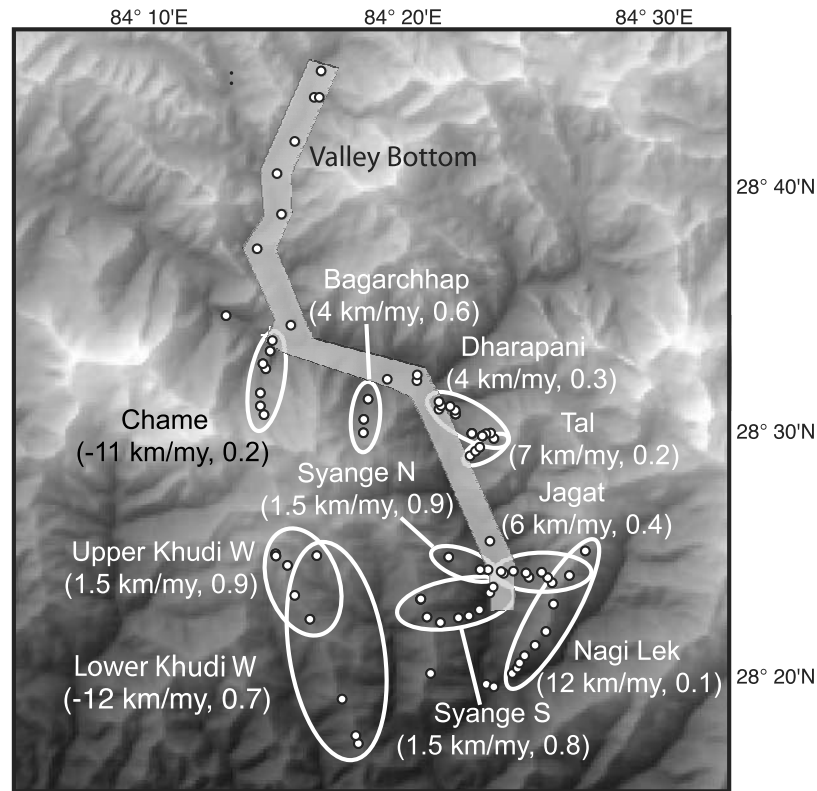 84° 10'E 84° 20'E 84° 30'E
Valley Bottom
28° 40'N
Bagarchhap
(4 km/my, 0.6)
Dharapani
(4 km/my, 0.3)
Chame
(-11 km/my, 0.2)
Tal
(7 km/my, 0.2)
28° 30'N
Syange N
(1.5 km/my, 0.9)
Jagat
(6 km/my, 0.4)
Upper Khudi W
(1.5 km/my, 0.9)
Lower Khudi W
(-12 km/my, 0.7)
Nagi Lek
(12 km/my, 0.1)
28° 20'N
Syange S
(1.5 km/my, 0.8)